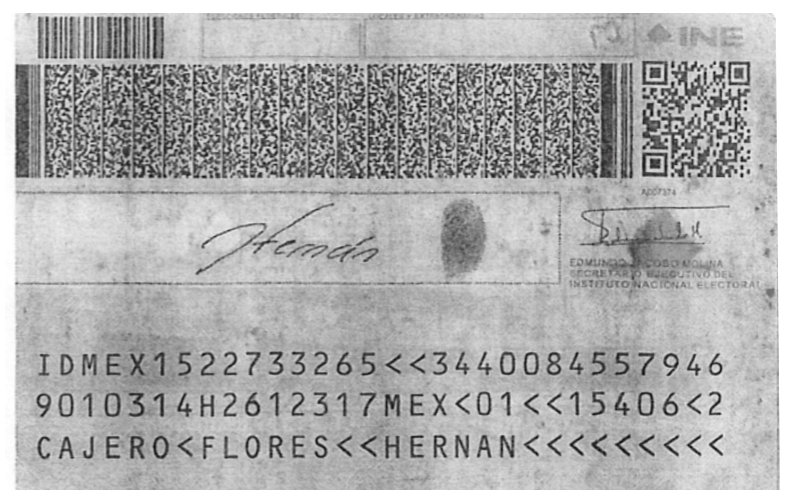 ELECCIONES FEDERALES
LOCALES Y EXTRAORDINARIAS
INE
Hernán
EDMUNDO JACOBO MOLINA
SECRETARIO EJECUTIVO DEL
INSTITUTO NACIONAL ELECTORAL
IDMEX1522733265<<3440084557946
9010314H2612317MEX<01<<15406<2
CAJERO<FLORES<<HERNAN<<<<<<<<<